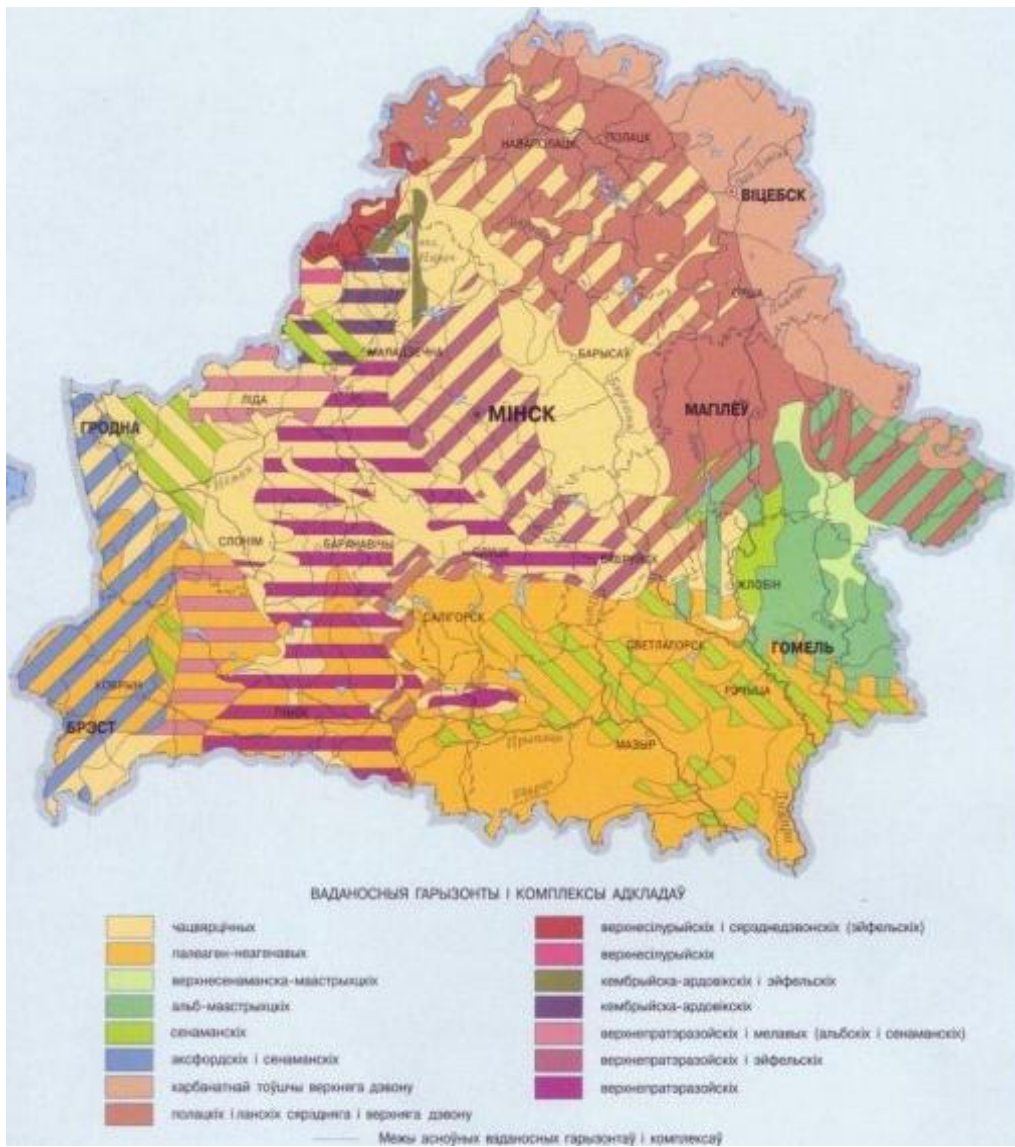 НАВАПОЛАЦК
ПОЛАЦК
ВІЦЕБСК
ОРША
МАЛАДЗЕЧНА
БАРЫСАЎ
ЛІДА
МІНСК
МАГІЛЁЎ
ГРОДНА
Нёман
СЛОНІМ
БАРАНАВІЧЫ
СЛУЦК
БАБРУЙСК
ЖЛОБІН
САЛІГОРСК
СВЕТЛАГОРСК
ГОМЕЛЬ
КОБРЫН
РЭЧЫЦА
БРЭСТ
ПІНСК
МАЗЫР
Прыпяць
ВАДАНОСНЫЯ ГАРЫЗОНТЫ І КОМПЛЕКСЫ АДКЛАДАЎ
чацвярцічных
палеаген-неагенавых
верхнесенаманска-маастрыхцкіх
альб-маастрыхцкіх
сенаманскіх
аксфордскіх і сенаманскіх
карбанатнай тоўшчы верхняга дэвону
полацкіх і ланскіх сярэдняга і верхняга дэвону
верхнесілурыйскіх і сярэднедэвонскіх (эйфельскіх)
верхнесілурыйскіх
кембрыйска-ардовікскіх і эйфельскіх
кембрыйска-ардовікскіх
верхнепратэразойскіх і мелавых (альбскіх і сенаманскіх)
верхнепратэразойскіх і эйфельскіх
верхнепратэразойскіх
Межы асноўных ваданосных гарызонтаў і комплексаў